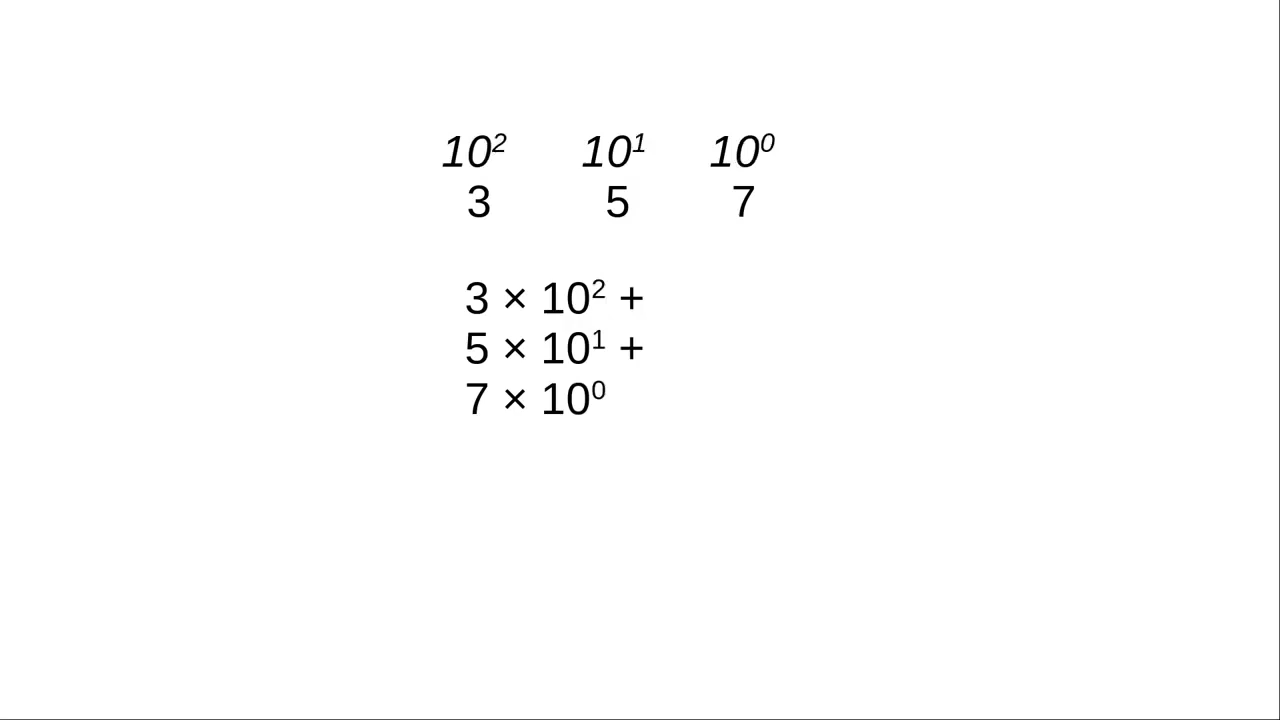 10² 10¹ 10⁰
3 5 7
3 × 10² +
5 × 10¹ +
7 × 10⁰